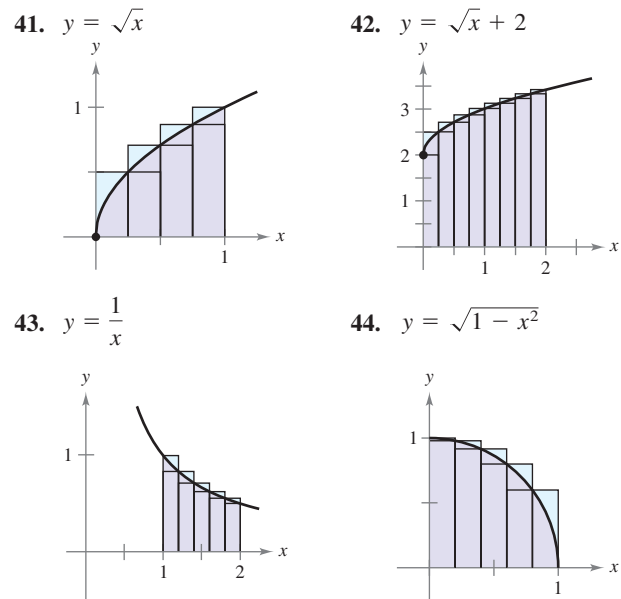 41. y = √x
42. y = √x + 2
y
1
1
x
y
3
2
1
1
2
x
43. y = 1/x
44. y = √(1 − x²)
y
1
1
2
x
y
1
1
x